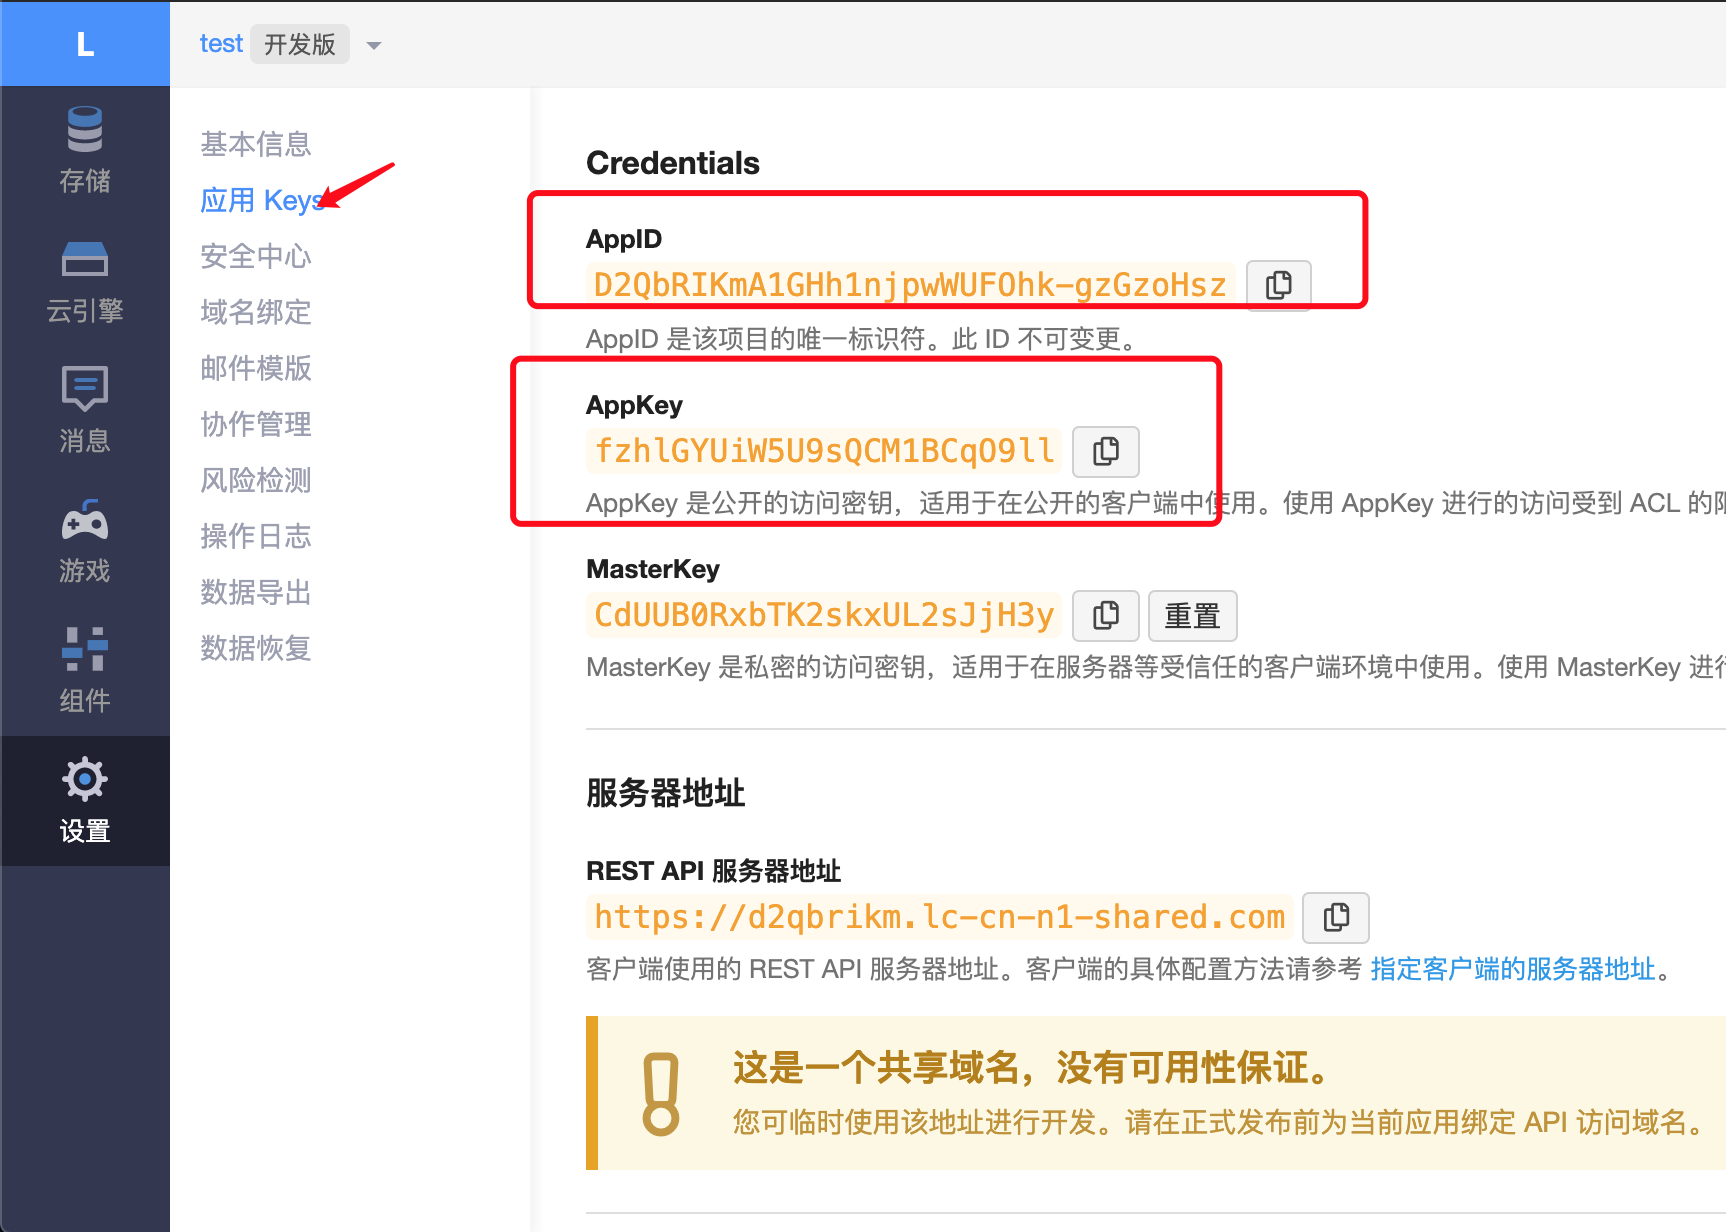 L
test 开发版
存储
云引擎
消息
游戏
组件
设置
基本信息
应用 Keys
安全中心
域名绑定
邮件模版
协作管理
风险检测
操作日志
数据导出
数据恢复
Credentials
AppID
D2QbRIKmA1GHh1njpwWUFOhk-gzGzoHsz
AppID 是该项目的唯一标识符。此 ID 不可变更。
AppKey
fzhlGYUiW5U9sQCM1BCqO9ll
AppKey 是公开的访问密钥，适用于在公开的客户端中使用。使用 AppKey 进行的访问受到 ACL 的限
MasterKey
CdUUB0RxbTK2skxUL2sJjH3y
重置
MasterKey 是私密的访问密钥，适用于在服务器等受信任的客户端环境中使用。使用 MasterKey 进行
服务器地址
REST API 服务器地址
https://d2qbrikm.lc-cn-n1-shared.com
客户端使用的 REST API 服务器地址。客户端的具体配置方法请参考 指定客户端的服务器地址。
这是一个共享域名，没有可用性保证。
您可临时使用该地址进行开发。请在正式发布前为当前应用绑定 API 访问域名。